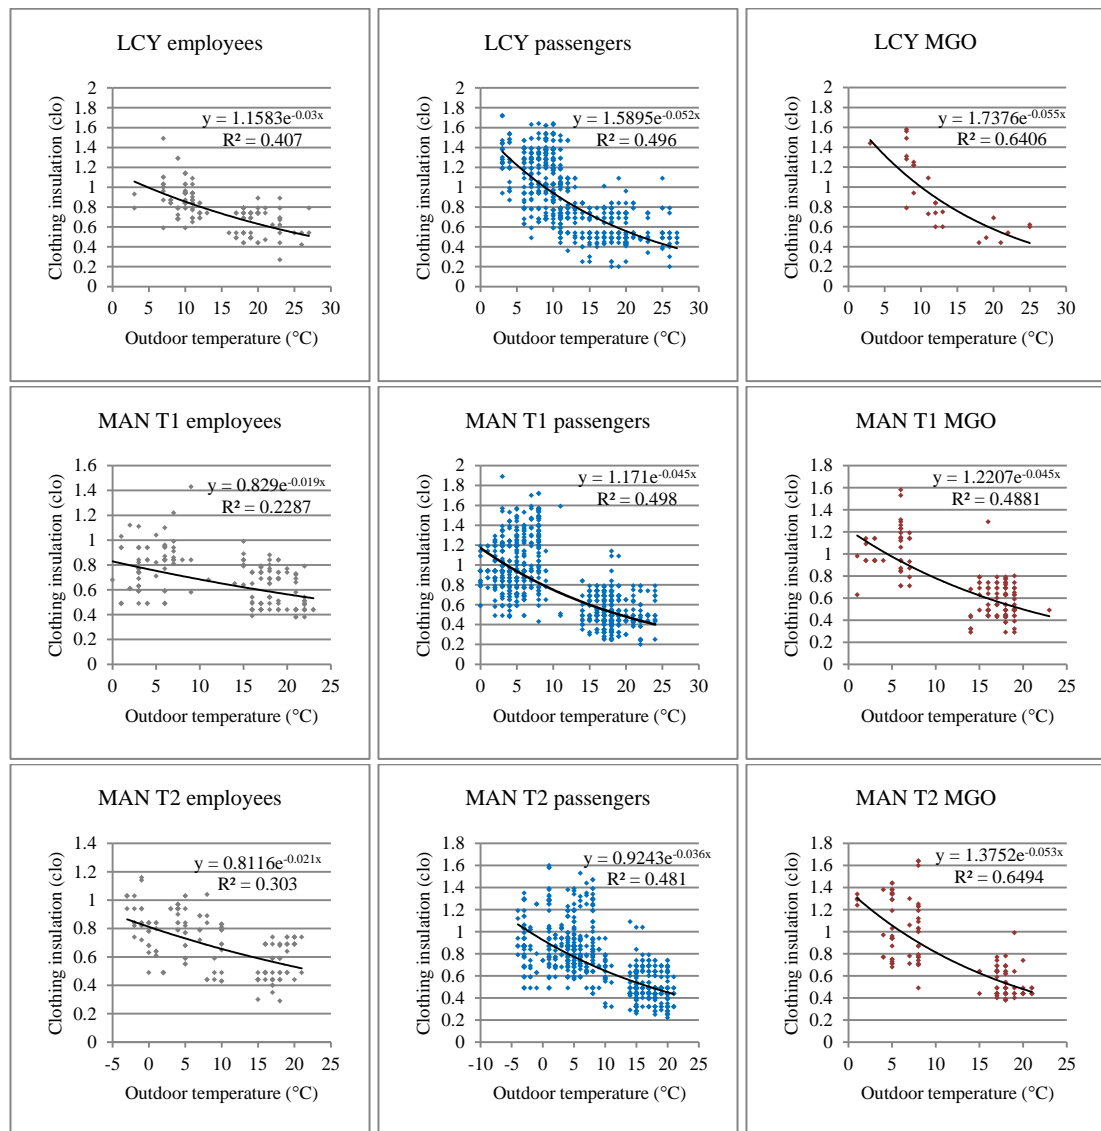 LCY employees
y = 1.1583e-0.03x
R² = 0.407
Clothing insulation (clo)
2
1.8
1.6
1.4
1.2
1
0.8
0.6
0.4
0.2
0
0 5 10 15 20 25 30
Outdoor temperature (°C)
LCY passengers
y = 1.5895e-0.052x
R² = 0.496
Clothing insulation (clo)
2
1.8
1.6
1.4
1.2
1
0.8
0.6
0.4
0.2
0
0 5 10 15 20 25 30
Outdoor temperature (°C)
LCY MGO
y = 1.7376e-0.055x
R² = 0.6406
Clothing insulation (clo)
2
1.8
1.6
1.4
1.2
1
0.8
0.6
0.4
0.2
0
0 5 10 15 20 25 30
Outdoor temperature (°C)
MAN T1 employees
y = 0.829e-0.019x
R² = 0.2287
Clothing insulation (clo)
1.6
1.4
1.2
1
0.8
0.6
0.4
0.2
0
0 5 10 15 20 25
Outdoor temperature (°C)
MAN T1 passengers
y = 1.171e-0.045x
R² = 0.498
Clothing insulation (clo)
2
1.8
1.6
1.4
1.2
1
0.8
0.6
0.4
0.2
0
0 5 10 15 20 25 30
Outdoor temperature (°C)
MAN T1 MGO
y = 1.2207e-0.045x
R² = 0.4881
Clothing insulation (clo)
1.8
1.6
1.4
1.2
1
0.8
0.6
0.4
0.2
0
0 5 10 15 20 25
Outdoor temperature (°C)
MAN T2 employees
y = 0.8116e-0.021x
R² = 0.303
Clothing insulation (clo)
1.4
1.2
1
0.8
0.6
0.4
0.2
0
-5 0 5 10 15 20 25
Outdoor temperature (°C)
MAN T2 passengers
y = 0.9243e-0.036x
R² = 0.481
Clothing insulation (clo)
1.8
1.6
1.4
1.2
1
0.8
0.6
0.4
0.2
0
-10 -5 0 5 10 15 20 25
Outdoor temperature (°C)
MAN T2 MGO
y = 1.3752e-0.053x
R² = 0.6494
Clothing insulation (clo)
1.8
1.6
1.4
1.2
1
0.8
0.6
0.4
0.2
0
0 5 10 15 20 25
Outdoor temperature (°C)